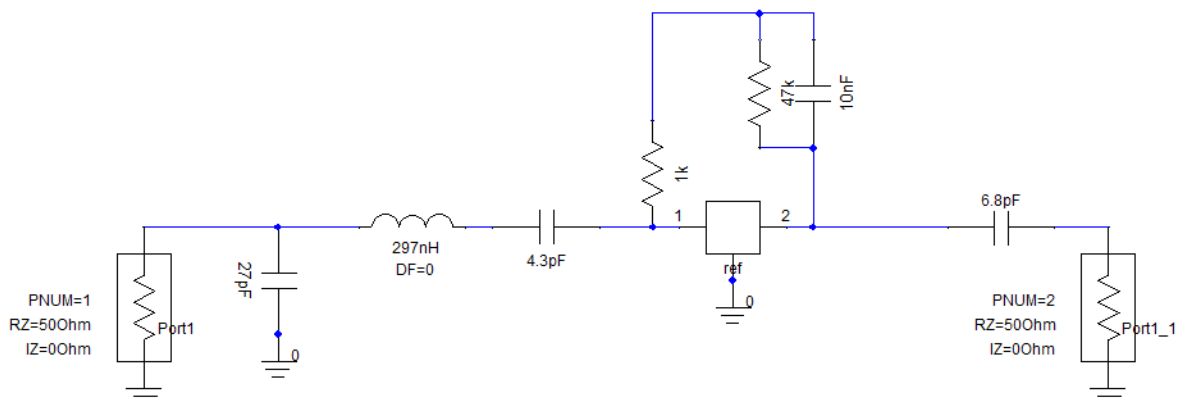 47k
10nF
1k
1
2
6.8pF
297nH
DF=0
4.3pF
ref
0
27pF
PNUM=1
RZ=50Ohm
IZ=0Ohm
Port1
0
PNUM=2
RZ=50Ohm
IZ=0Ohm
Port1_1